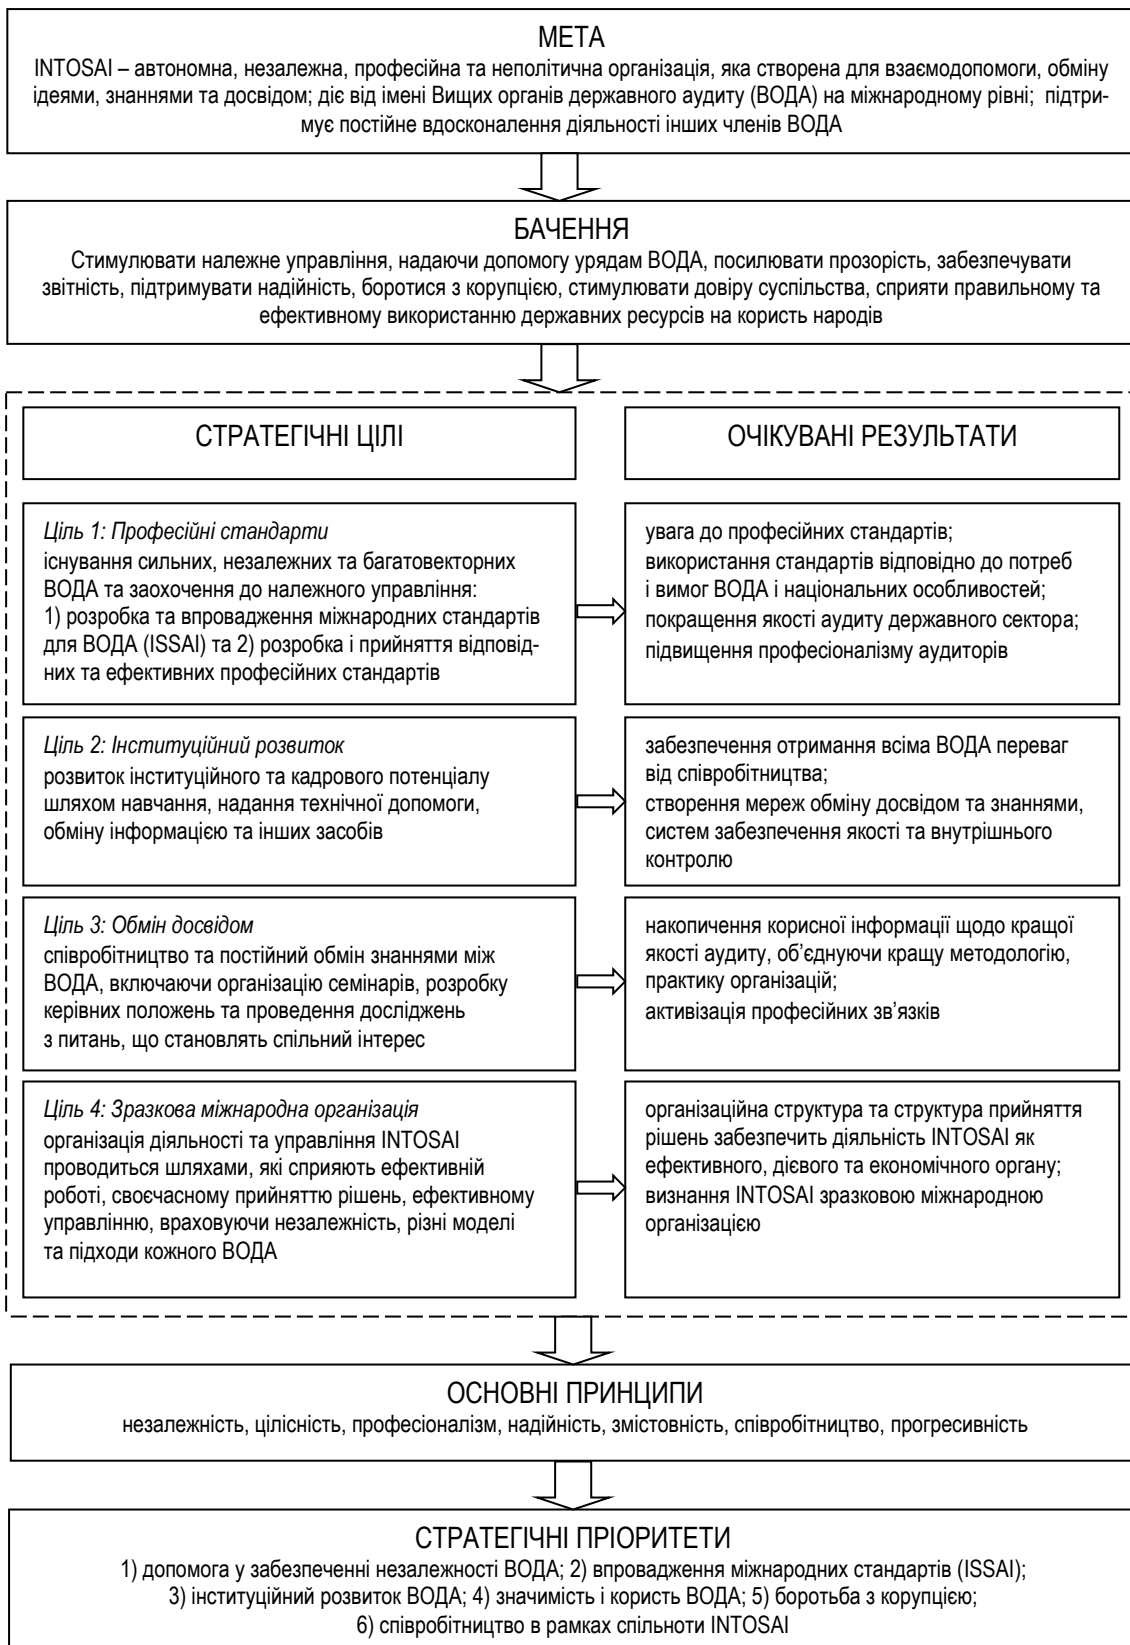 МЕТА
INTOSAI – автономна, незалежна, професійна та неполітична організація, яка створена для взаємодопомоги, обміну
ідеями, знаннями та досвідом; діє від імені Вищих органів державного аудиту (ВОДА) на міжнародному рівні; підтри-
мує постійне вдосконалення діяльності інших членів ВОДА
БАЧЕННЯ
Стимулювати належне управління, надаючи допомогу урядам ВОДА, посилювати прозорість, забезпечувати
звітність, підтримувати надійність, боротися з корупцією, стимулювати довіру суспільства, сприяти правильному та
ефективному використанню державних ресурсів на користь народів
СТРАТЕГІЧНІ ЦІЛІ
ОЧІКУВАНІ РЕЗУЛЬТАТИ
Ціль 1: Професійні стандарти
існування сильних, незалежних та багатовекторних
ВОДА та заохочення до належного управління:
1) розробка та впровадження міжнародних стандартів
для ВОДА (ISSAI) та 2) розробка і прийняття відповід-
них та ефективних професійних стандартів
увага до професійних стандартів;
використання стандартів відповідно до потреб
і вимог ВОДА і національних особливостей;
покращення якості аудиту державного сектора;
підвищення професіоналізму аудиторів
Ціль 2: Інституційний розвиток
розвиток інституційного та кадрового потенціалу
шляхом навчання, надання технічної допомоги,
обміну інформацією та інших засобів
забезпечення отримання всіма ВОДА переваг
від співробітництва;
створення мереж обміну досвідом та знаннями,
систем забезпечення якості та внутрішнього
контролю
Ціль 3: Обмін досвідом
співробітництво та постійний обмін знаннями між
ВОДА, включаючи організацію семінарів, розробку
керівних положень та проведення досліджень
з питань, що становлять спільний інтерес
накопичення корисної інформації щодо кращої
якості аудиту, об’єднуючи кращу методологію,
практику організацій;
активізація професійних зв’язків
Ціль 4: Зразкова міжнародна організація
організація діяльності та управління INTOSAI
проводиться шляхами, які сприяють ефективній
роботі, своєчасному прийняттю рішень, ефективному
управлінню, враховуючи незалежність, різні моделі
та підходи кожного ВОДА
організаційна структура та структура прийняття
рішень забезпечить діяльність INTOSAI як
ефективного, дієвого та економічного органу;
визнання INTOSAI зразковою міжнародною
організацією
ОСНОВНІ ПРИНЦИПИ
незалежність, цілісність, професіоналізм, надійність, змістовність, співробітництво, прогресивність
СТРАТЕГІЧНІ ПРІОРИТЕТИ
1) допомога у забезпеченні незалежності ВОДА; 2) впровадження міжнародних стандартів (ISSAI);
3) інституційний розвиток ВОДА; 4) значимість і користь ВОДА; 5) боротьба з корупцією;
6) співробітництво в рамках спільноти INTOSAI